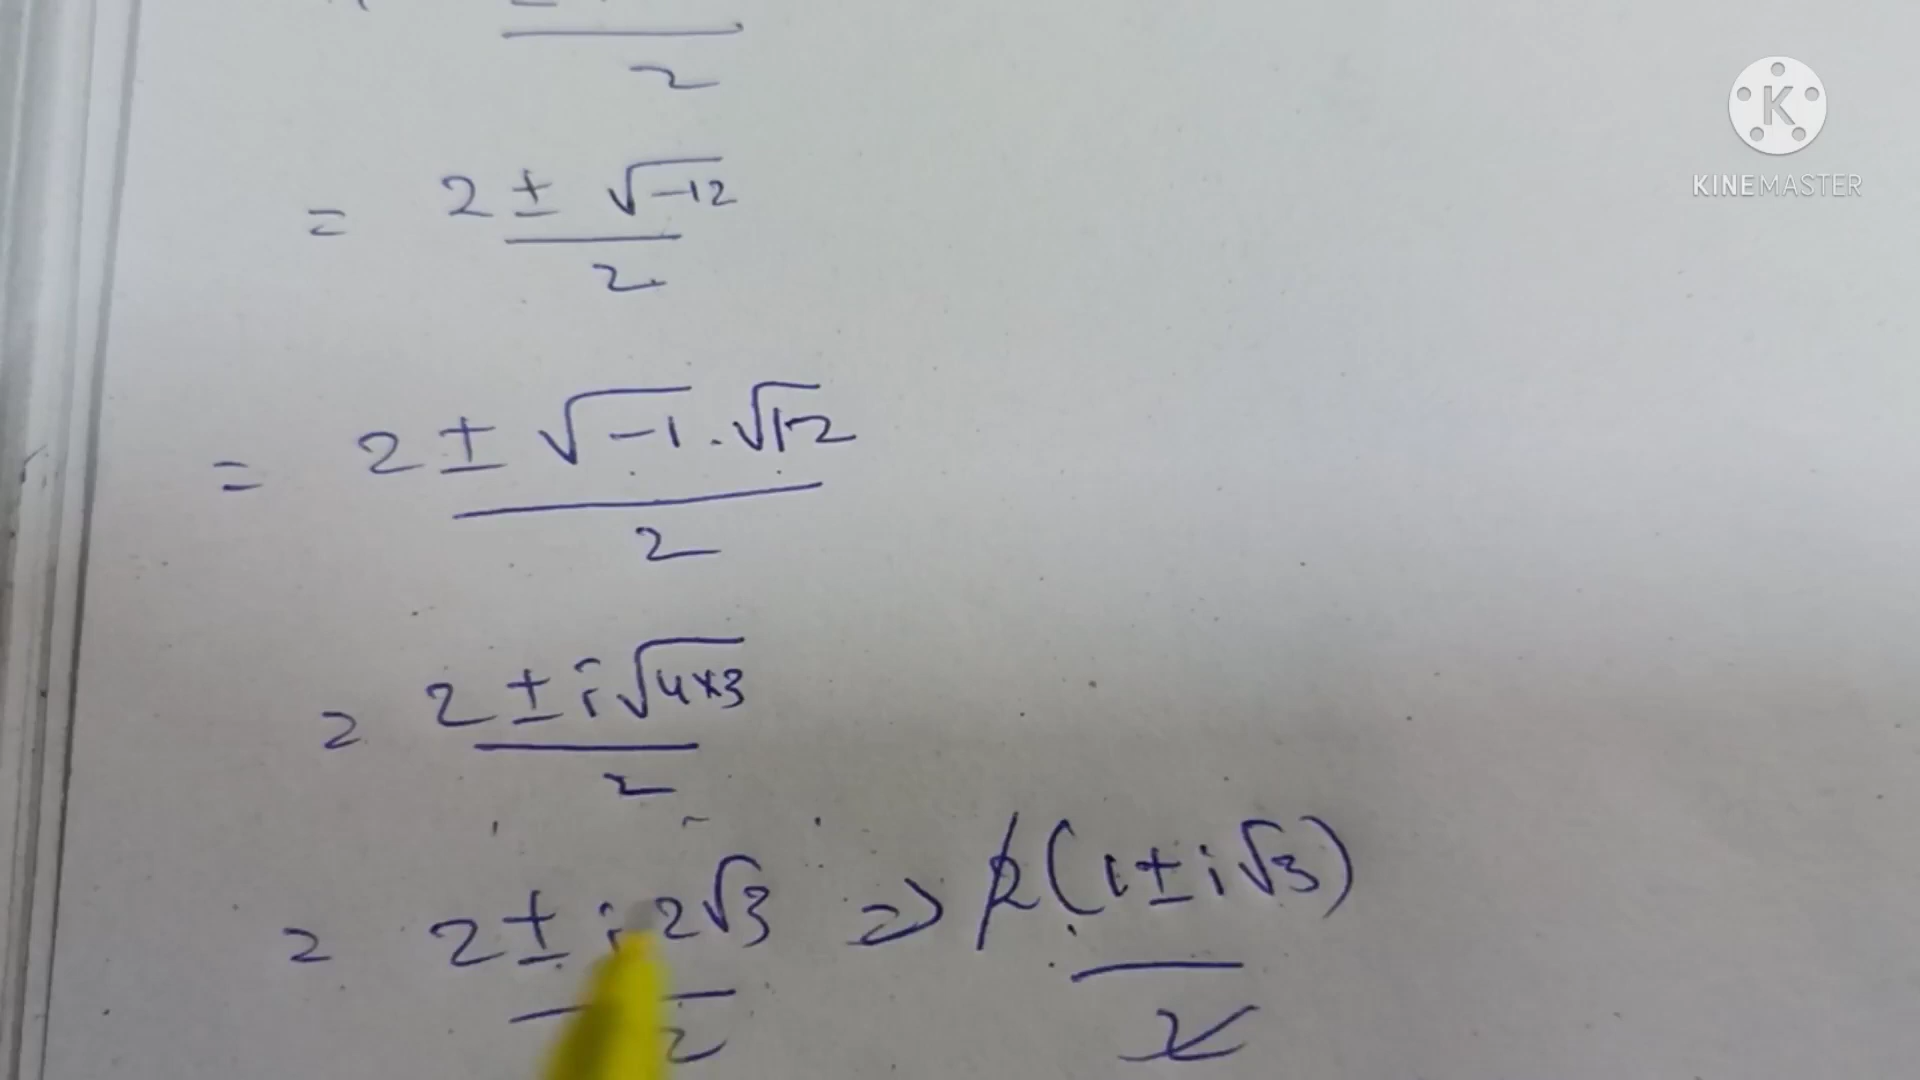 2
K
KINEMASTER
= 2 ± √-12
2
= 2 ± √-1 . √12
2
= 2 ± i√4×3
2
= 2 ± i 2√3 ⇒ 2(1 ± i√3)
2 2